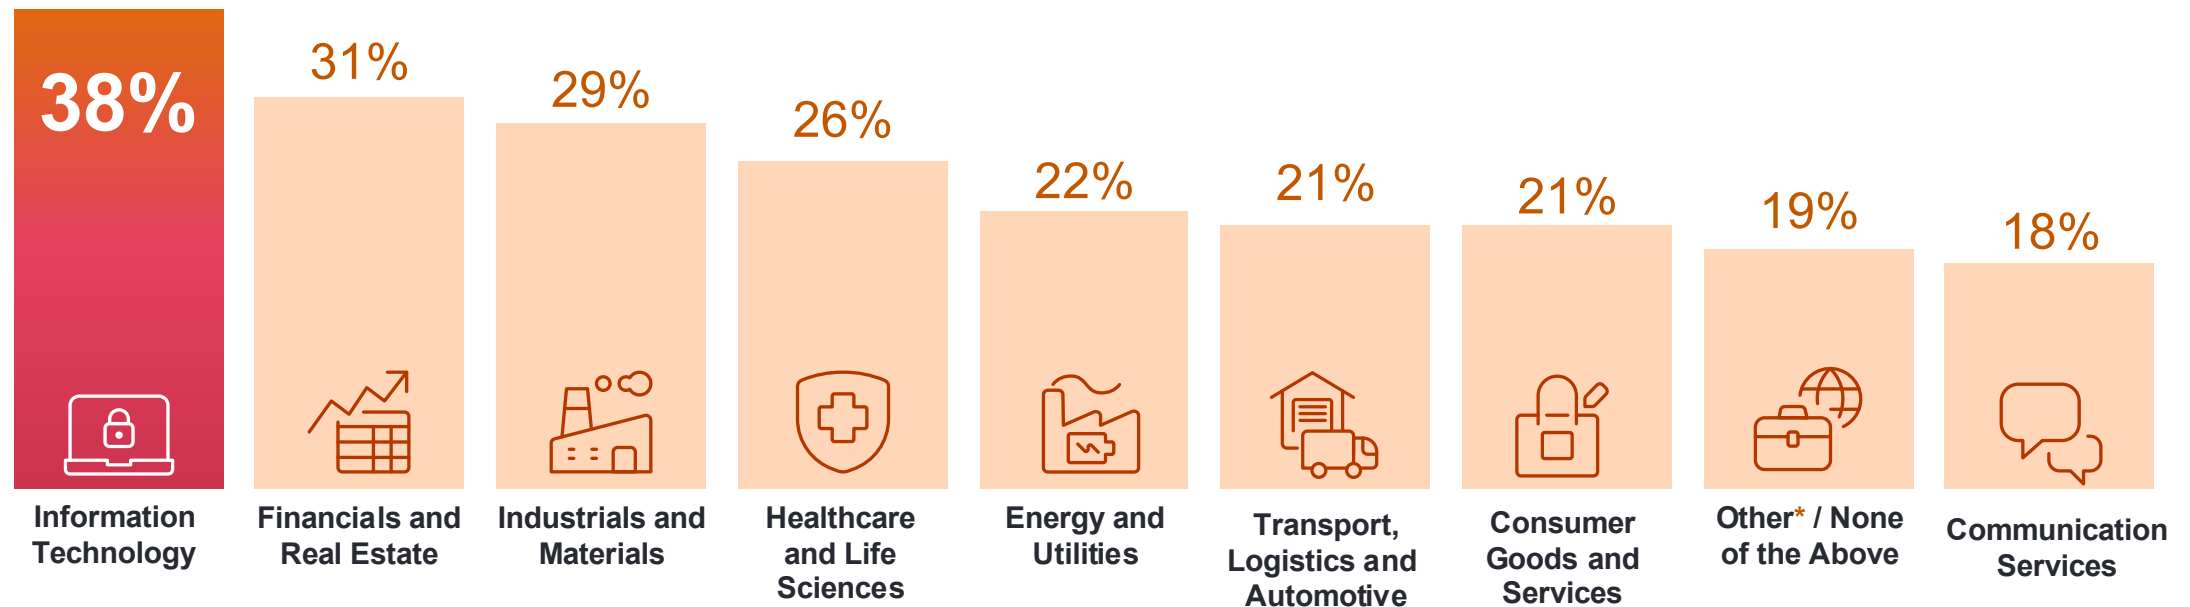 38%
31%
29%
26%
22%
21%
21%
19%
18%
Information
Technology
Financials and
Real Estate
Industrials and
Materials
Healthcare
and Life
Sciences
Energy and
Utilities
Transport,
Logistics and
Automotive
Consumer
Goods and
Services
Other* / None
of the Above
Communication
Services